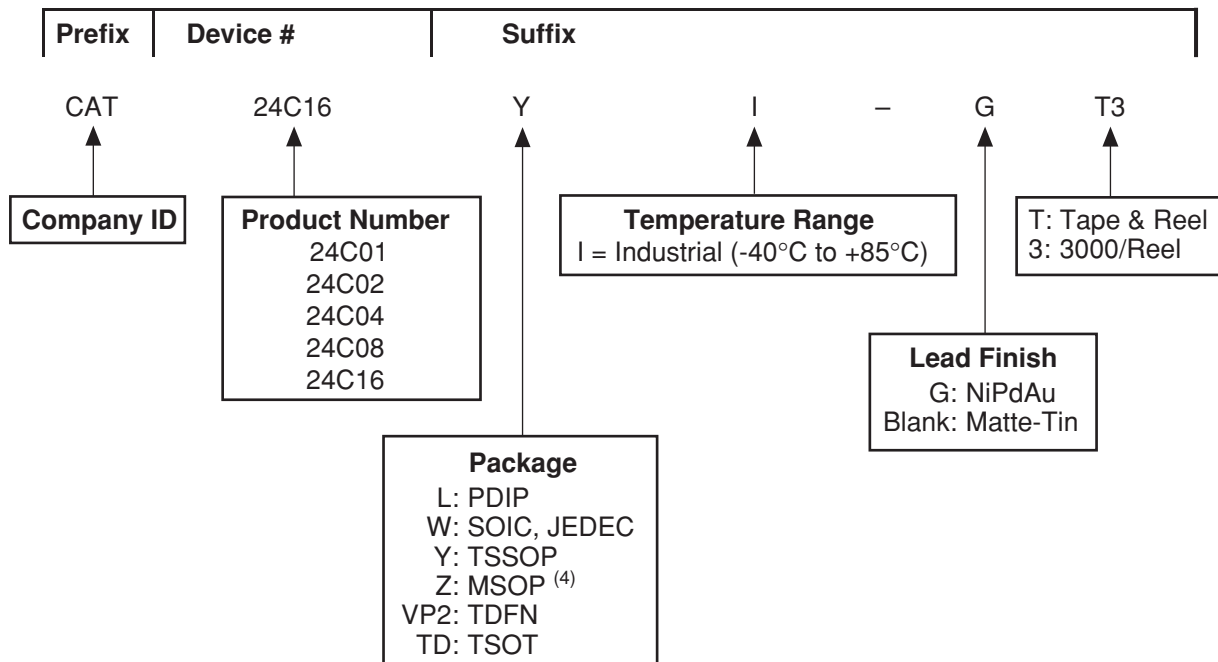 Prefix Device # Suffix
CAT 24C16 Y I – G T3
Company ID
Product Number
24C01
24C02
24C04
24C08
24C16
Temperature Range
I = Industrial (-40°C to +85°C)
T: Tape & Reel
3: 3000/Reel
Lead Finish
G: NiPdAu
Blank: Matte-Tin
Package
L: PDIP
W: SOIC, JEDEC
Y: TSSOP
Z: MSOP (4)
VP2: TDFN
TD: TSOT